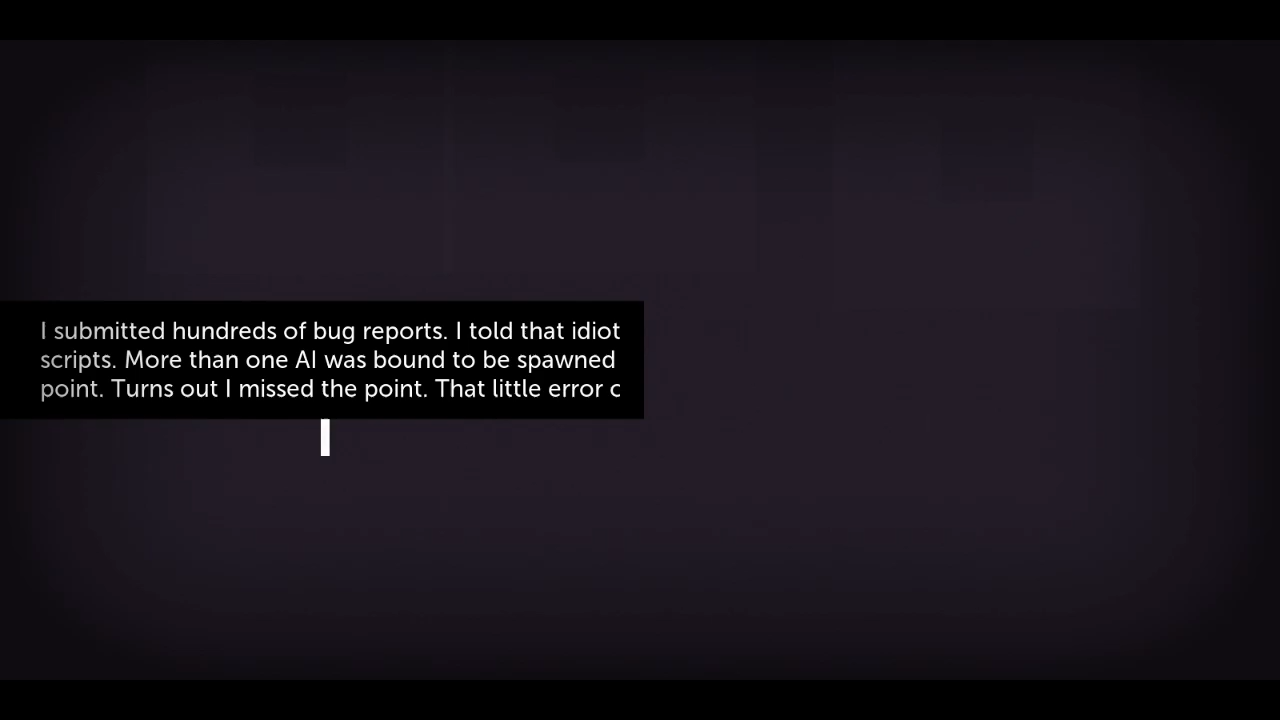 I submitted hundreds of bug reports. I told that idiot
scripts. More than one AI was bound to be spawned
point. Turns out I missed the point. That little error c